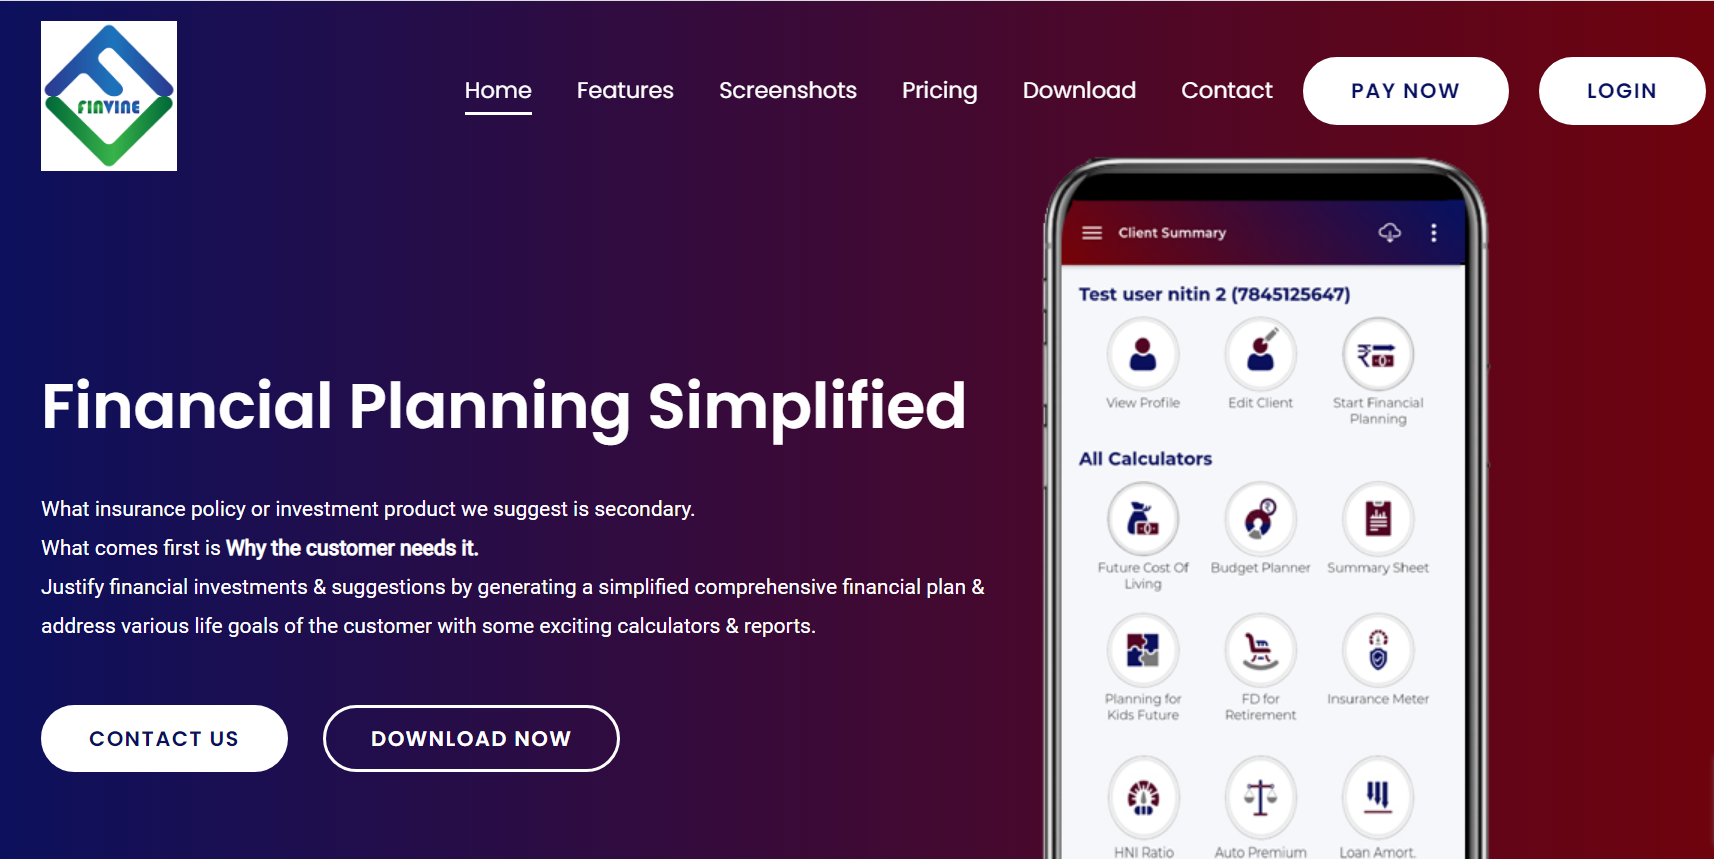 FINVINE
Home Features Screenshots Pricing Download Contact PAY NOW LOGIN
Financial Planning Simplified
What insurance policy or investment product we suggest is secondary.
What comes first is Why the customer needs it.
Justify financial investments & suggestions by generating a simplified comprehensive financial plan &
address various life goals of the customer with some exciting calculators & reports.
CONTACT US DOWNLOAD NOW
Client Summary
Test user nitin 2 (7845125647)
View Profile Edit Client Start Financial
Planning
All Calculators
Future Cost Of Budget Planner Summary Sheet
Living
Planning for FD for Insurance Meter
Kids Future Retirement
HNI Ratio Auto Premium Loan Amort.